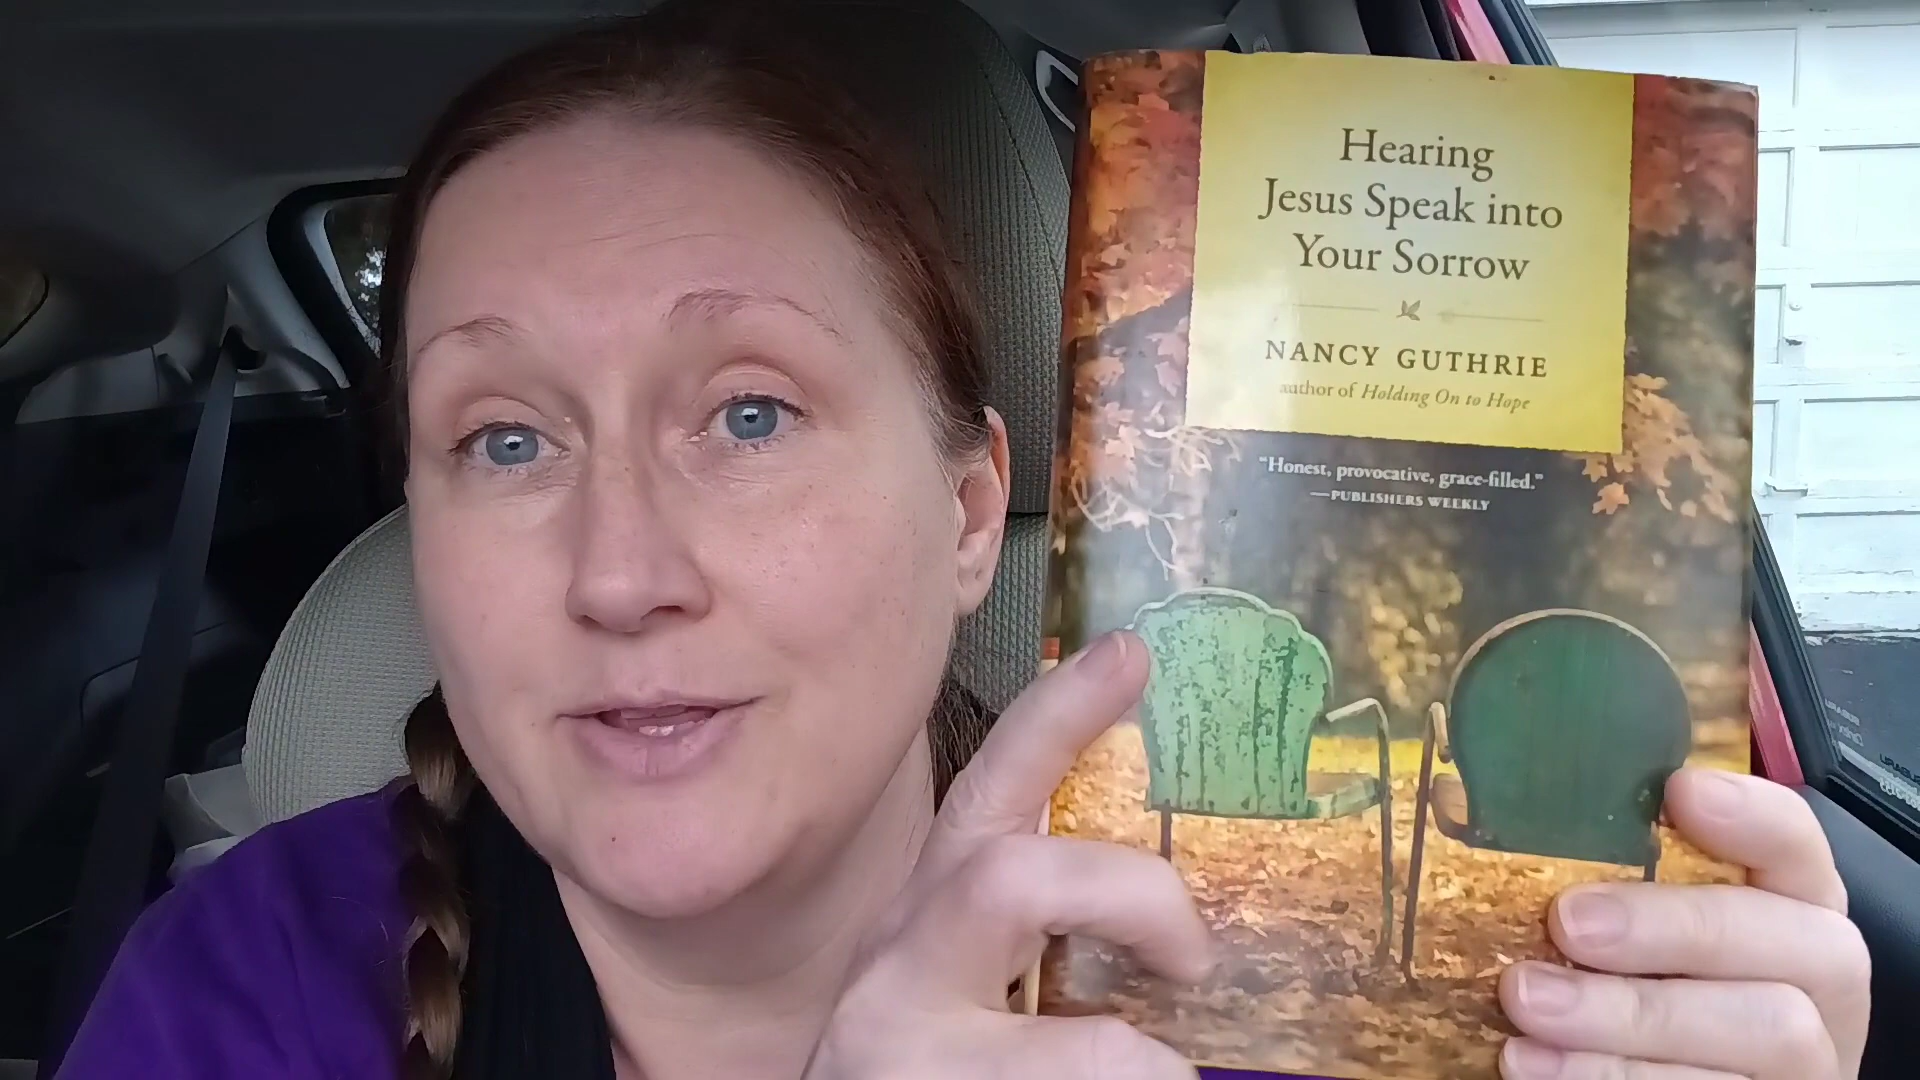 Hearing
Jesus Speak into
Your Sorrow
NANCY GUTHRIE
author of Holding On to Hope
"Honest, provocative, grace-filled."
—PUBLISHERS WEEKLY